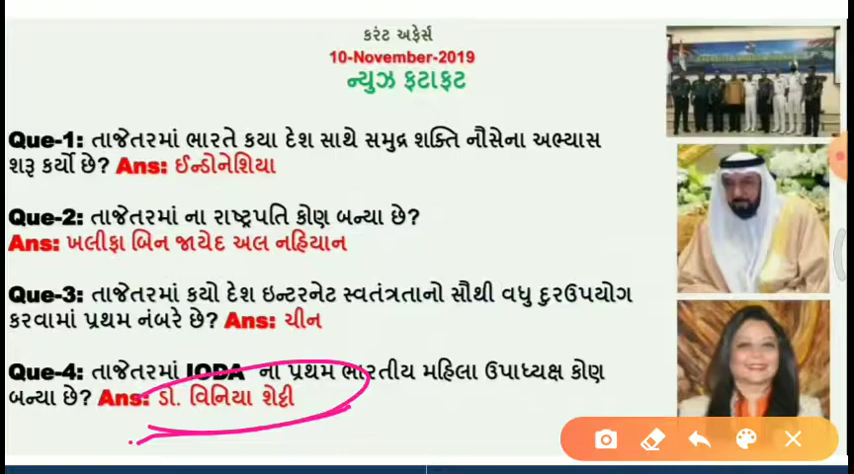 કરંટ અફેર્સ
10-November-2019
ન્યુઝ ફટાફટ
Que-1: તાજેતરમાં ભારતે કયા દેશ સાથે સમુદ્ર શક્તિ નૌસેના અભ્યાસ
શરૂ કર્યો છે? Ans: ઈન્ડોનેશિયા
Que-2: તાજેતરમાં ના રાષ્ટ્રપતિ કોણ બન્યા છે?
Ans: ખલીફા બિન જાયેદ અલ નહિયાન
Que-3: તાજેતરમાં કયો દેશ ઇન્ટરનેટ સ્વતંત્રતાનો સૌથી વધુ દુરઉપયોગ
કરવામાં પ્રથમ નંબરે છે? Ans: ચીન
Que-4: તાજેતરમાં IODA ના પ્રથમ ભારતીય મહિલા ઉપાધ્યક્ષ કોણ
બન્યા છે? Ans: ડો. વિનિયા શેટ્ટી